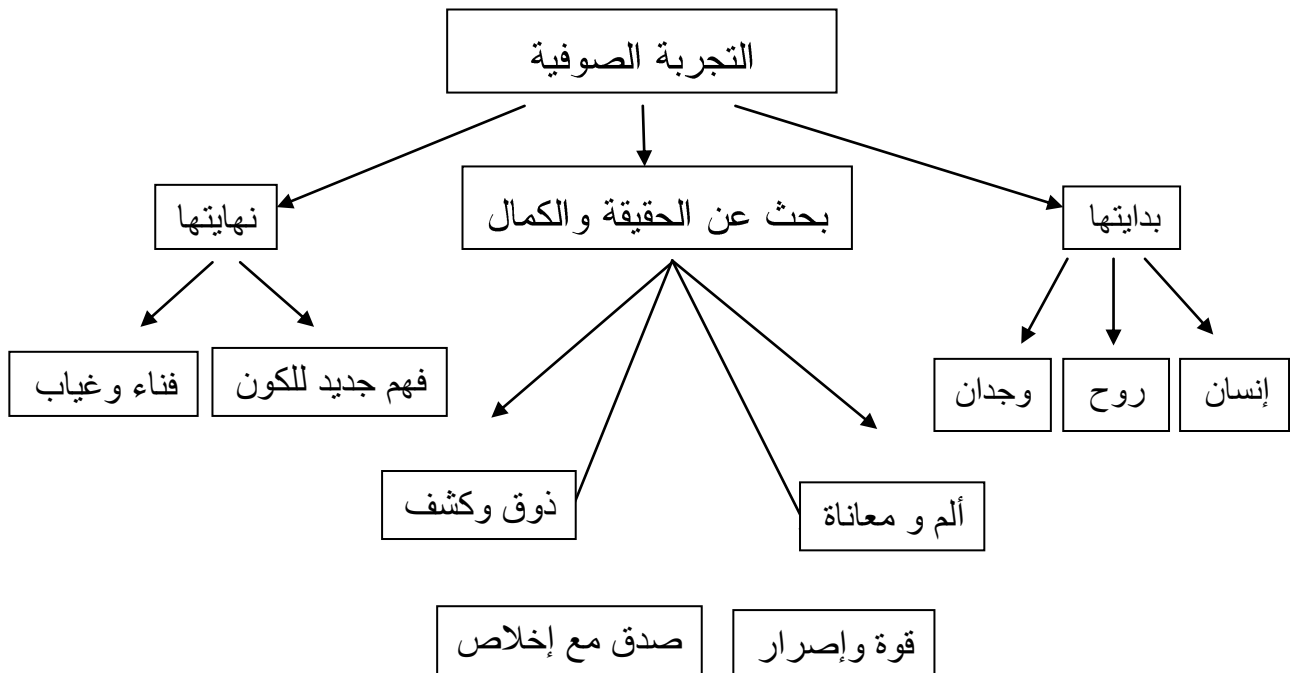 التجربة الصوفية
بدايتها
بحث عن الحقيقة والكمال
نهايتها
إنسان
روح
وجدان
فهم جديد للكون
فناء وغياب
ألم و معاناة
ذوق وكشف
قوة وإصرار
صدق مع إخلاص